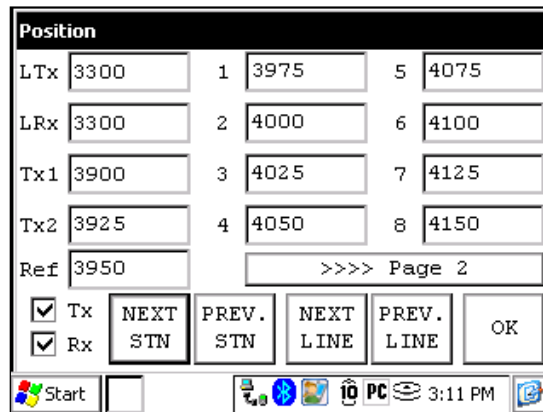 Position
LTx 3300 1 3975 5 4075
LRx 3300 2 4000 6 4100
Tx1 3900 3 4025 7 4125
Tx2 3925 4 4050 8 4150
Ref 3950 >>>> Page 2
Tx
Rx
NEXT STN
PREV. STN
NEXT LINE
PREV. LINE
OK
Start PC 3:11 PM